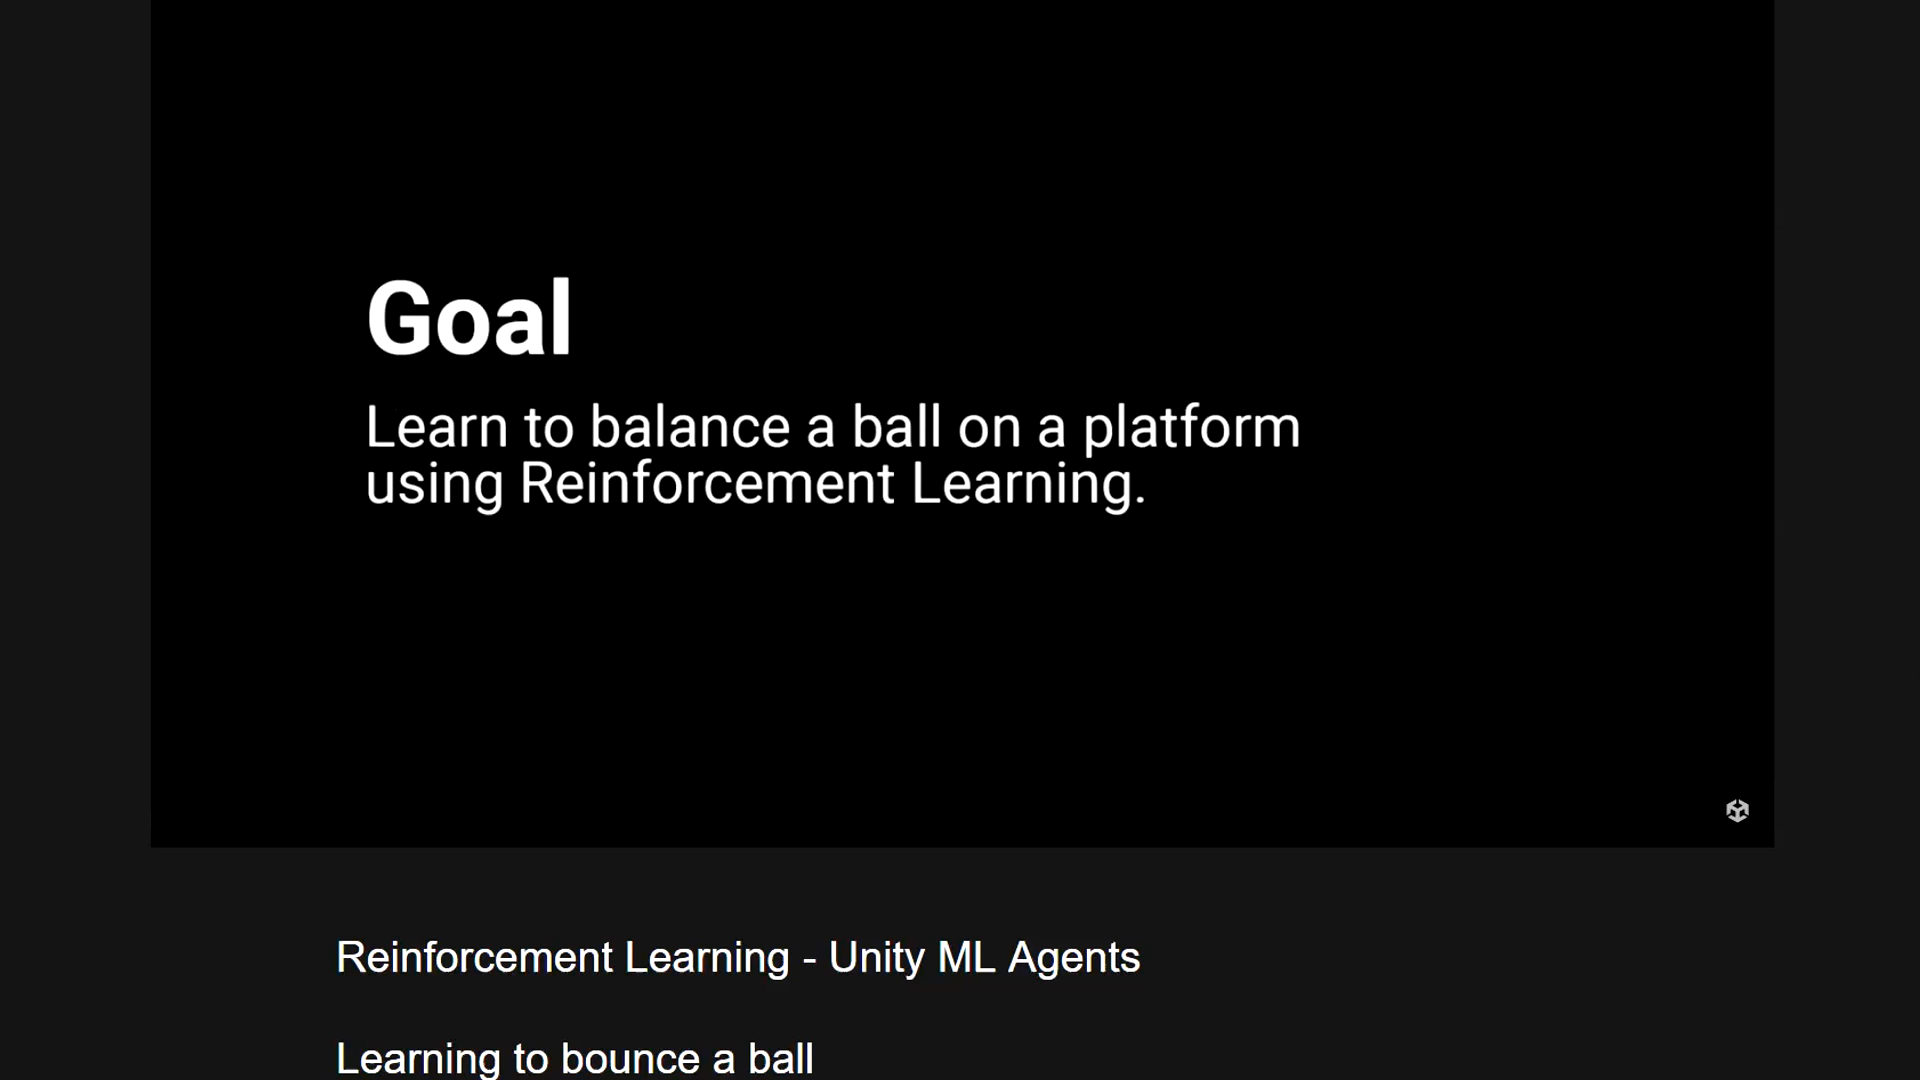 Goal
Learn to balance a ball on a platform
using Reinforcement Learning.
Reinforcement Learning - Unity ML Agents
Learning to bounce a ball